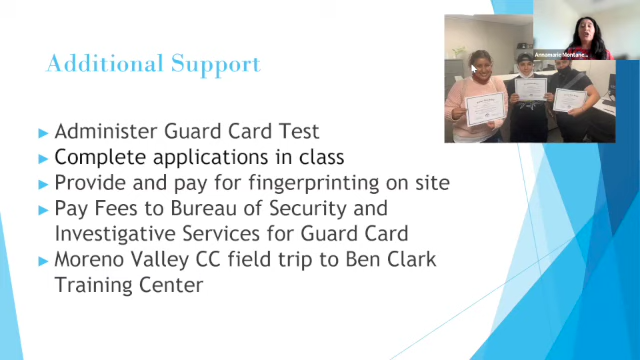 Annamarie Montane...
Additional Support
Administer Guard Card Test
Complete applications in class
Provide and pay for fingerprinting on site
Pay Fees to Bureau of Security and
Investigative Services for Guard Card
Moreno Valley CC field trip to Ben Clark
Training Center